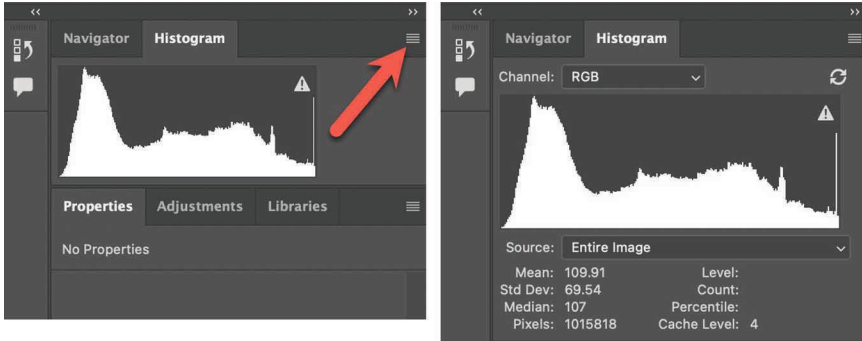 Navigator Histogram
Properties Adjustments Libraries
No Properties
Navigator Histogram
Channel: RGB
Source: Entire Image
Mean: 109.91 Level:
Std Dev: 69.54 Count:
Median: 107 Percentile:
Pixels: 1015818 Cache Level: 4